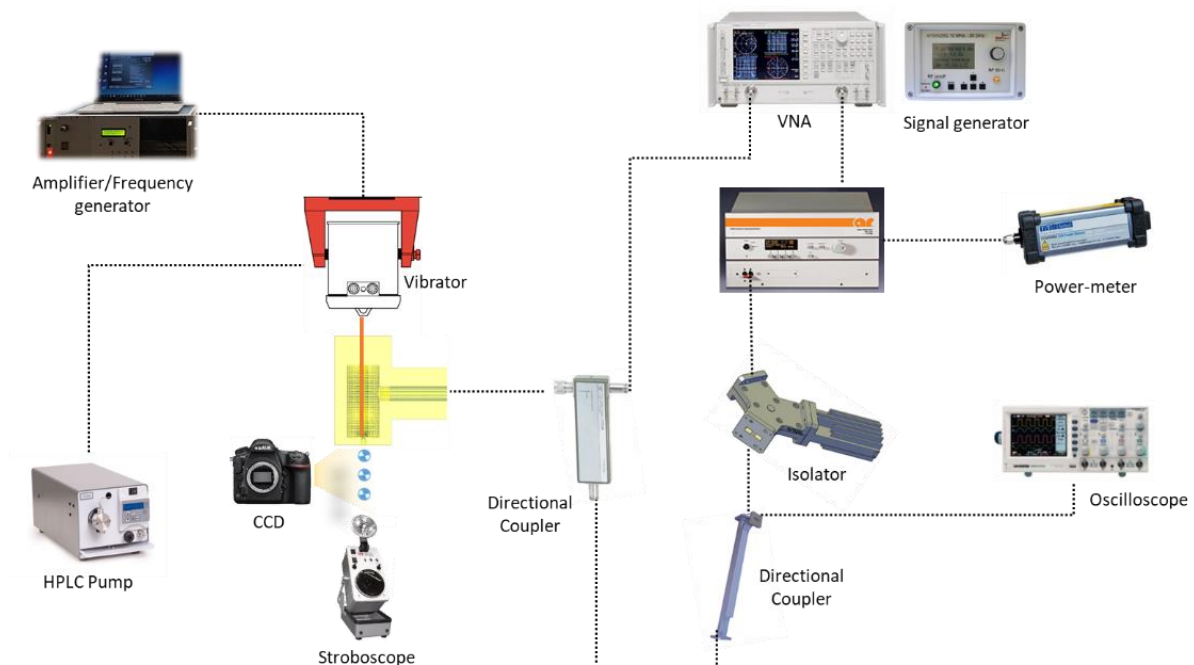 VNA
Signal generator
Amplifier/Frequency
generator
Vibrator
Power-meter
Isolator
Oscilloscope
Directional
Coupler
CCD
HPLC Pump
Directional
Coupler
Stroboscope